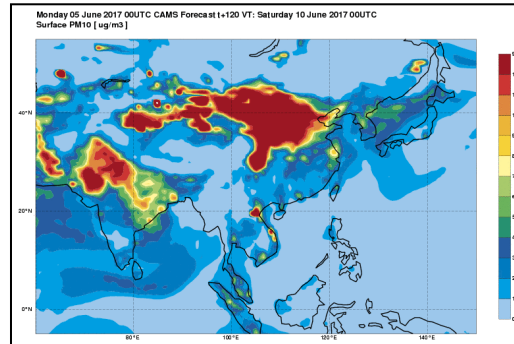 Monday 05 June 2017 00UTC CAMS Forecast t+120 VT: Saturday 10 June 2017 00UTC
Surface PM10 [ ug/m3 ]
40°N
20°N
0°N
80°E
100°E
120°E
140°E